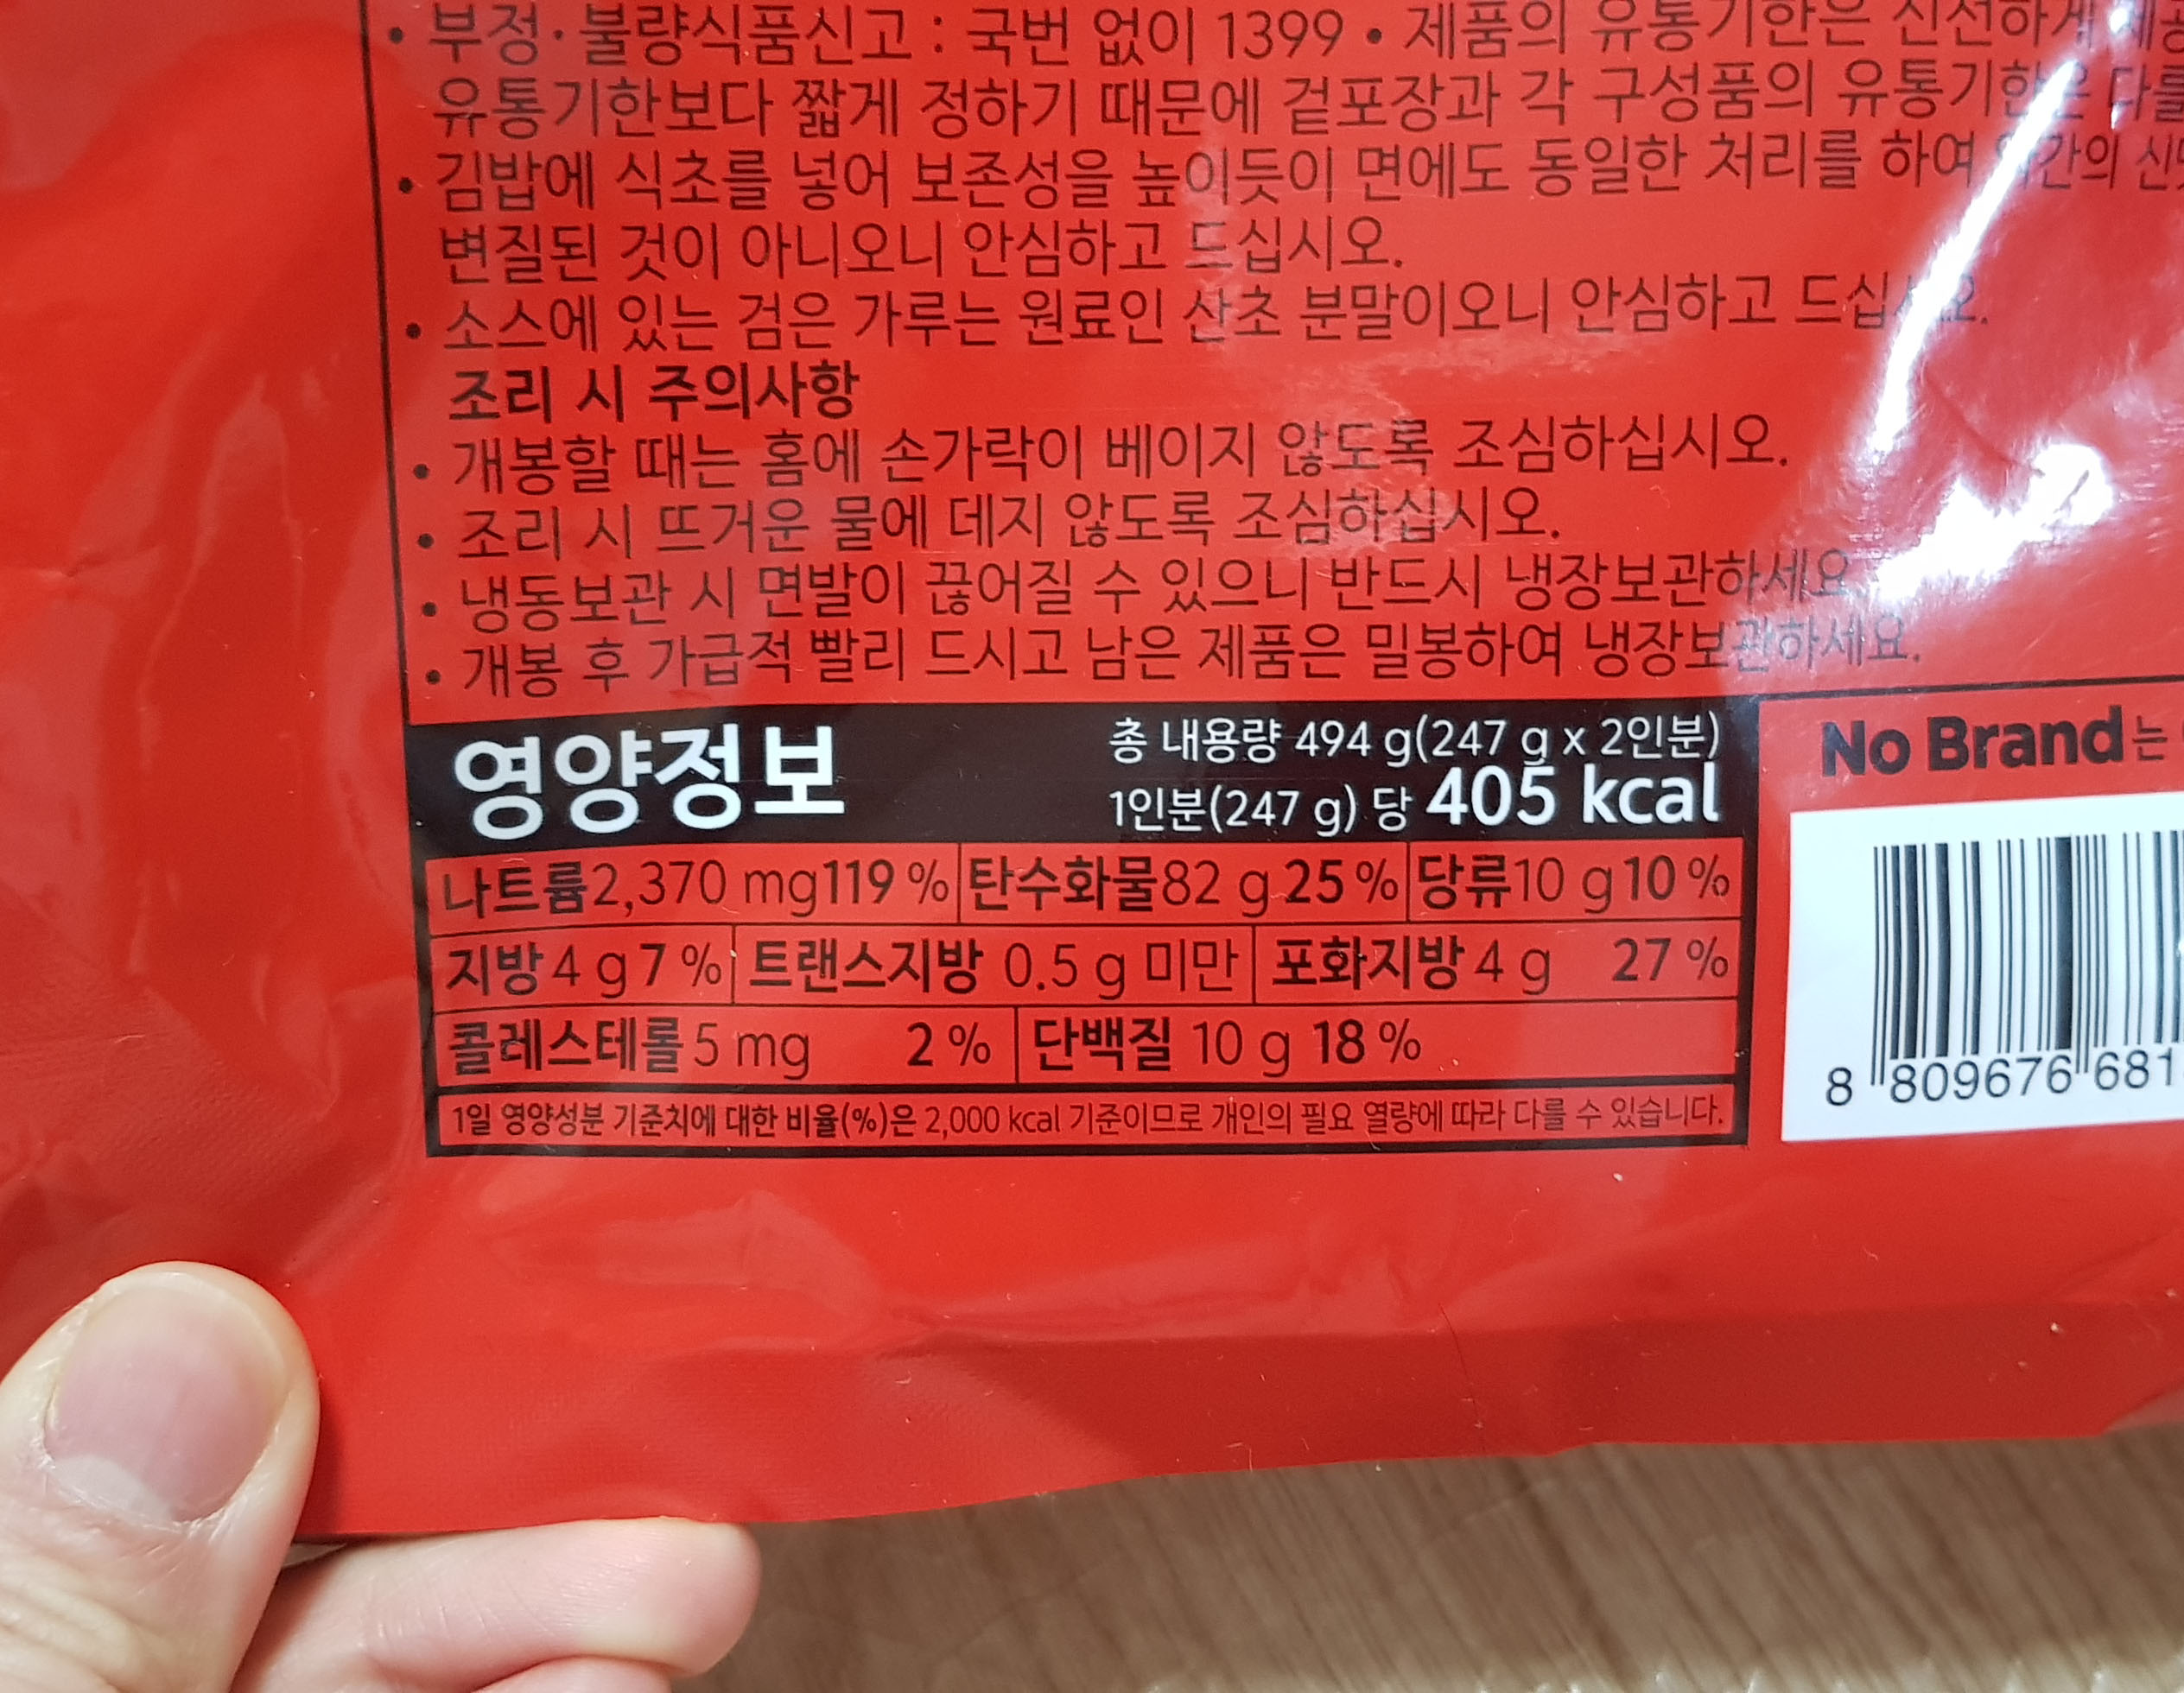 • 부정·불량식품신고 : 국번 없이 1399 • 제품의 유통기한은 신선하게
유통기한보다 짧게 정하기 때문에 겉포장과 각 구성품의 유통기한은 다를
• 김밥에 식초를 넣어 보존성을 높이듯이 면에도 동일한 처리를 하여
변질된 것이 아니오니 안심하고 드십시오.
• 소스에 있는 검은 가루는 원료인 산초 분말이오니 안심하고
조리 시 주의사항
• 개봉할 때는 홈에 손가락이 베이지 않도록 조심하십시오.
• 조리 시 뜨거운 물에 데지 않도록 조심하십시오.
• 냉동보관 시 면발이 끊어질 수 있으니 반드시 냉장보관하세요.
• 개봉 후 가급적 빨리 드시고 남은 제품은 밀봉하여 냉장보관하세요.
영양정보
총 내용량 494 g(247 g x 2인분)
1인분(247 g) 당 405 kcal
나트륨2,370 mg119 % 탄수화물82 g 25 % 당류10 g10 %
지방4 g7 % 트랜스지방 0.5 g 미만 포화지방4 g 27 %
콜레스테롤5 mg 2 % 단백질 10 g 18 %
1일 영양성분 기준치에 대한 비율(%)은 2,000 kcal 기준이므로 개인의 필요 열량에 따라 다를 수 있습니다.
No Brand는
8 809676 681